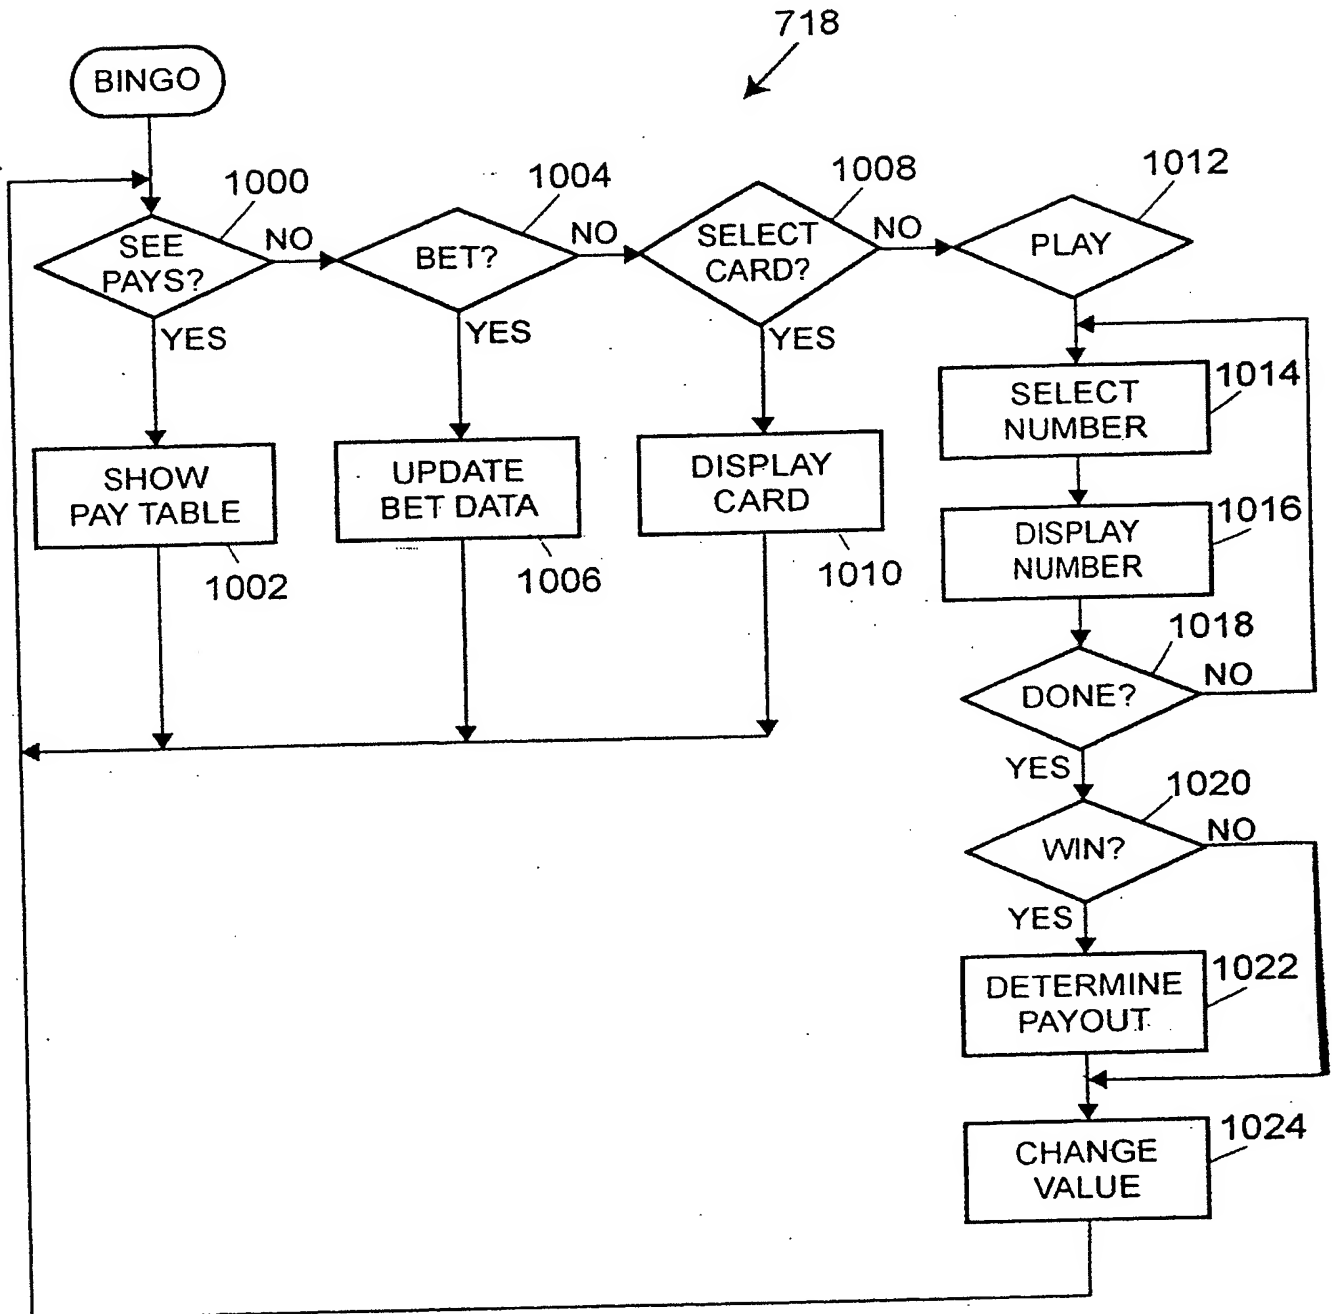 718
BINGO
1000
1004
1008
1012
SEE
PAYS?
NO
BET?
NO
SELECT
CARD?
NO
PLAY
YES
YES
YES
SHOW
PAY TABLE
1002
UPDATE
BET DATA
1006
DISPLAY
CARD
1010
SELECT
NUMBER
1014
DISPLAY
NUMBER
1016
1018
DONE?
NO
YES
1020
WIN?
NO
YES
DETERMINE
PAYOUT
1022
CHANGE
VALUE
1024